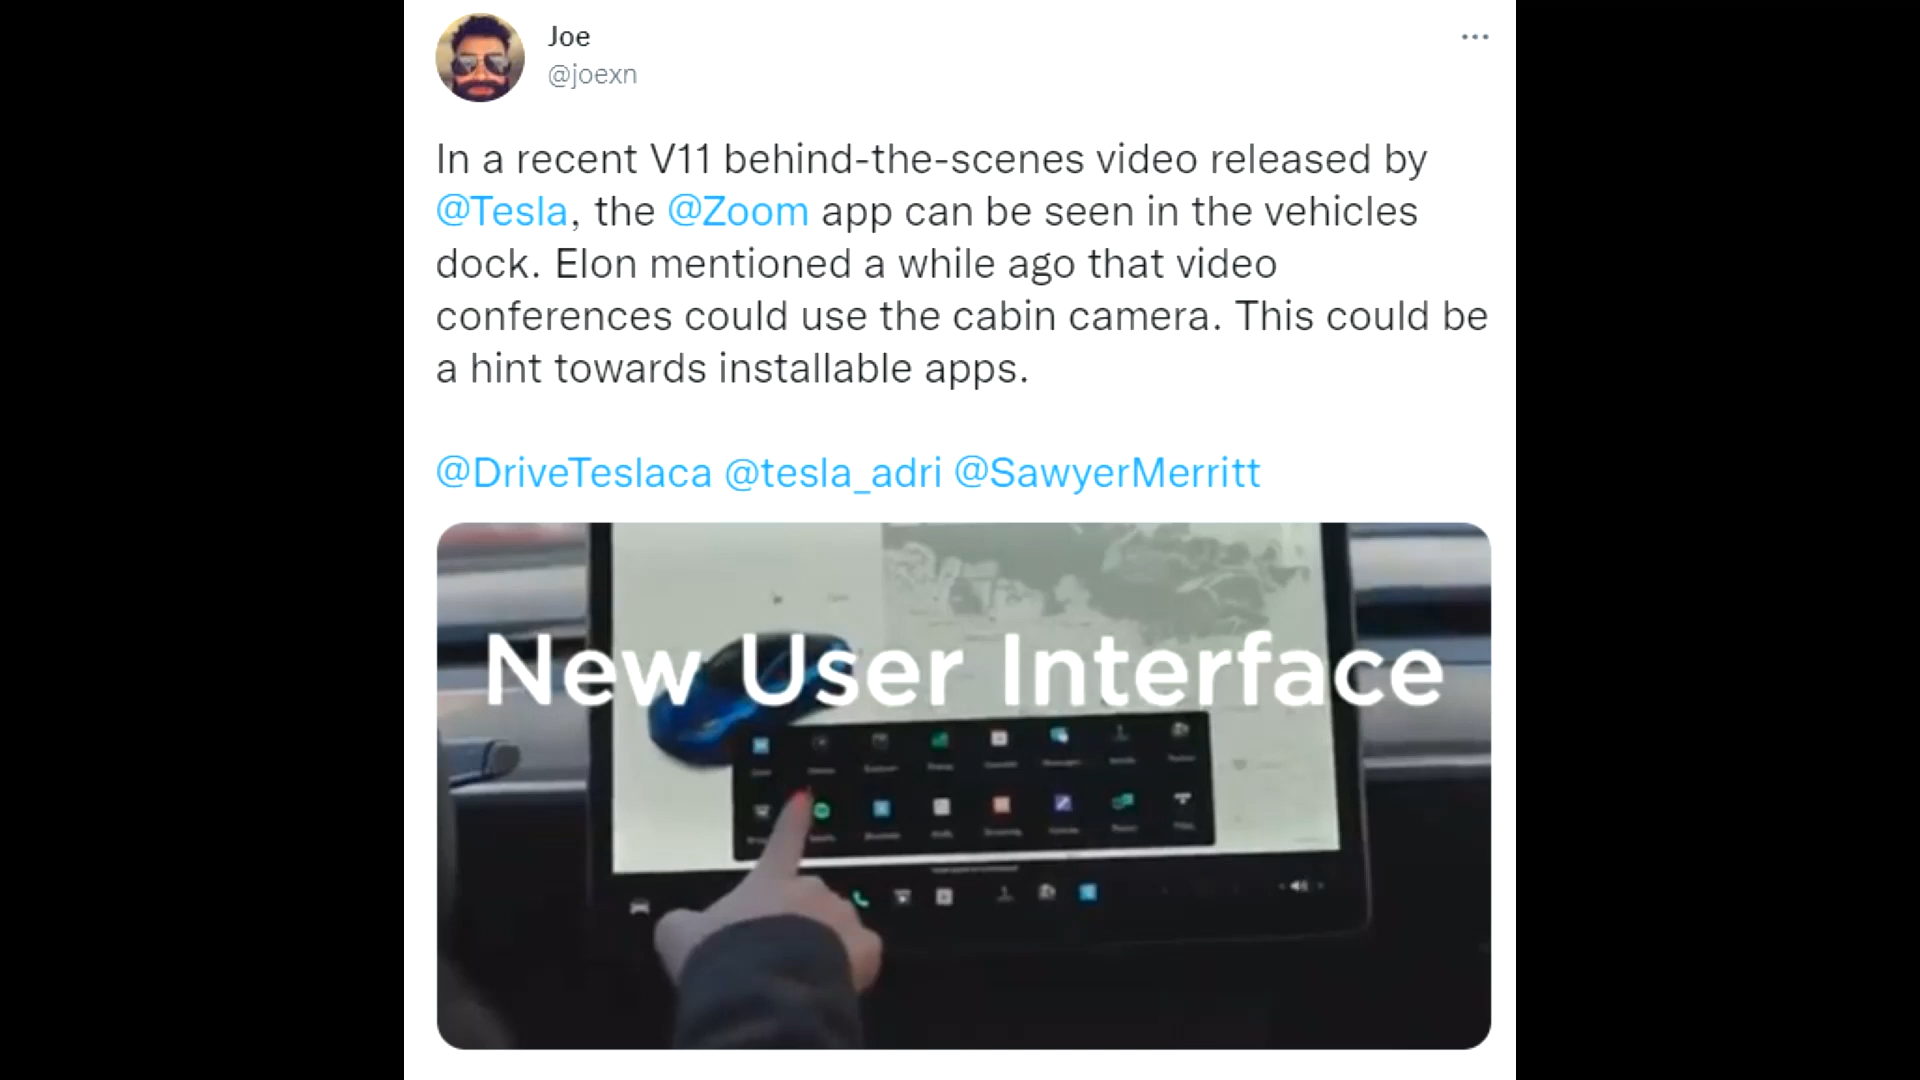 Joe
@joexn
In a recent V11 behind-the-scenes video released by
@Tesla, the @Zoom app can be seen in the vehicles
dock. Elon mentioned a while ago that video
conferences could use the cabin camera. This could be
a hint towards installable apps.
@DriveTeslaca @tesla_adri @SawyerMerritt
New User Interface